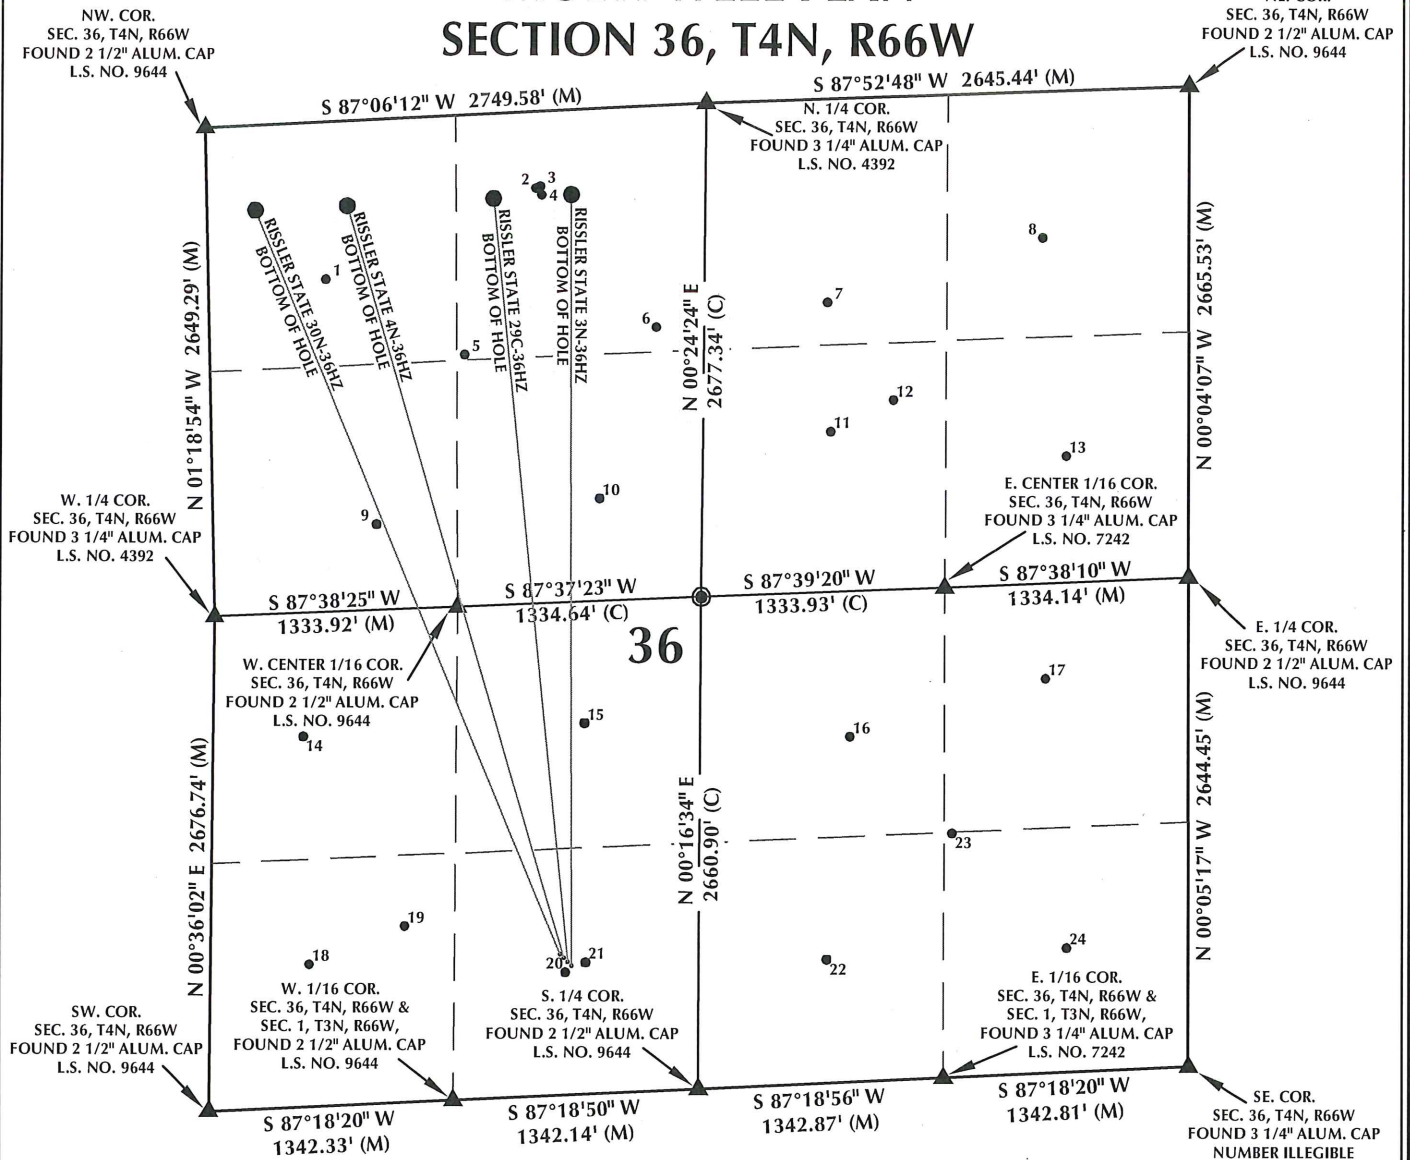 SECTION 36, T4N, R66W
NW. COR.
SEC. 36, T4N, R66W
FOUND 2 1/2" ALUM. CAP
L.S. NO. 9644
SEC. 36, T4N, R66W
FOUND 2 1/2" ALUM. CAP
L.S. NO. 9644
S 87°06'12" W 2749.58' (M)
S 87°52'48" W 2645.44' (M)
N. 1/4 COR.
SEC. 36, T4N, R66W
FOUND 3 1/4" ALUM. CAP
L.S. NO. 4392
2
3
4
8
1
7
6
5
RISSLER STATE 30N-36HZ
BOTTOM OF HOLE
RISSLER STATE 4N-36HZ
BOTTOM OF HOLE
RISSLER STATE 29C-36HZ
BOTTOM OF HOLE
RISSLER STATE 3N-36HZ
BOTTOM OF HOLE
N 01°18'54" W 2649.29' (M)
N 00°24'24" E
2677.34' (C)
N 00°04'07" W 2665.53' (M)
12
11
13
10
9
W. 1/4 COR.
SEC. 36, T4N, R66W
FOUND 3 1/4" ALUM. CAP
L.S. NO. 4392
E. CENTER 1/16 COR.
SEC. 36, T4N, R66W
FOUND 3 1/4" ALUM. CAP
L.S. NO. 7242
S 87°38'25" W
1333.92' (M)
S 87°37'23" W
1334.64' (C)
S 87°39'20" W
1333.93' (C)
S 87°38'10" W
1334.14' (M)
36
W. CENTER 1/16 COR.
SEC. 36, T4N, R66W
FOUND 2 1/2" ALUM. CAP
L.S. NO. 9644
E. 1/4 COR.
SEC. 36, T4N, R66W
FOUND 2 1/2" ALUM. CAP
L.S. NO. 9644
17
15
16
14
N 00°36'02" E 2676.74' (M)
N 00°16'34" E
2660.90' (C)
N 00°05'17" W 2644.45' (M)
23
19
18
20
21
22
24
SW. COR.
SEC. 36, T4N, R66W
FOUND 2 1/2" ALUM. CAP
L.S. NO. 9644
W. 1/16 COR.
SEC. 36, T4N, R66W &
SEC. 1, T3N, R66W,
FOUND 2 1/2" ALUM. CAP
L.S. NO. 9644
S. 1/4 COR.
SEC. 36, T4N, R66W
FOUND 2 1/2" ALUM. CAP
L.S. NO. 9644
E. 1/16 COR.
SEC. 36, T4N, R66W &
SEC. 1, T3N, R66W,
FOUND 3 1/4" ALUM. CAP
L.S. NO. 7242
S 87°18'20" W
1342.33' (M)
S 87°18'50" W
1342.14' (M)
S 87°18'56" W
1342.87' (M)
S 87°18'20" W
1342.81' (M)
SE. COR.
SEC. 36, T4N, R66W
FOUND 3 1/4" ALUM. CAP
NUMBER ILLEGIBLE